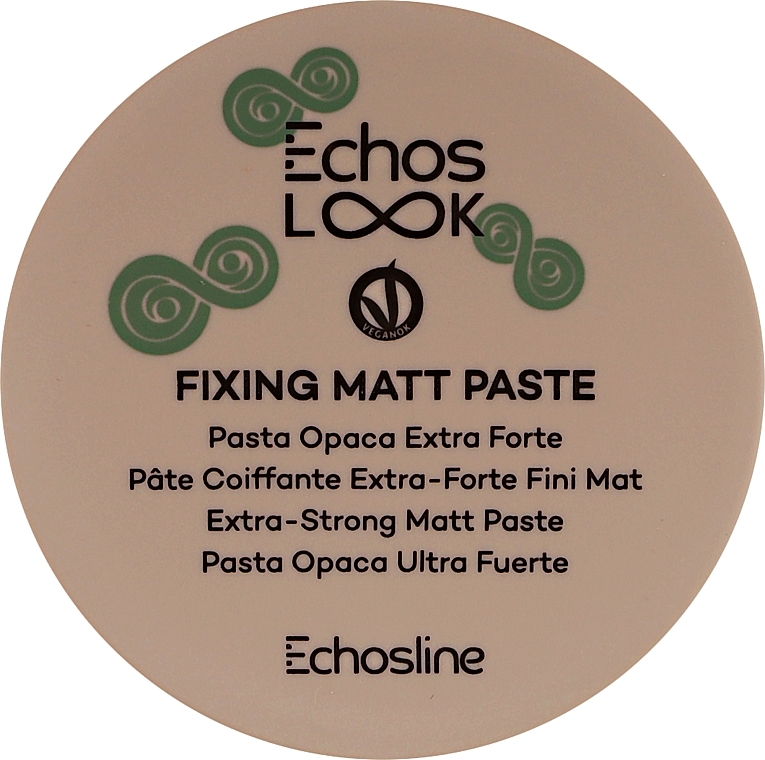 Echos
LOOK
VEGANOK
FIXING MATT PASTE
Pasta Opaca Extra Forte
Pâte Coiffante Extra-Forte Fini Mat
Extra-Strong Matt Paste
Pasta Opaca Ultra Fuerte
Echosline